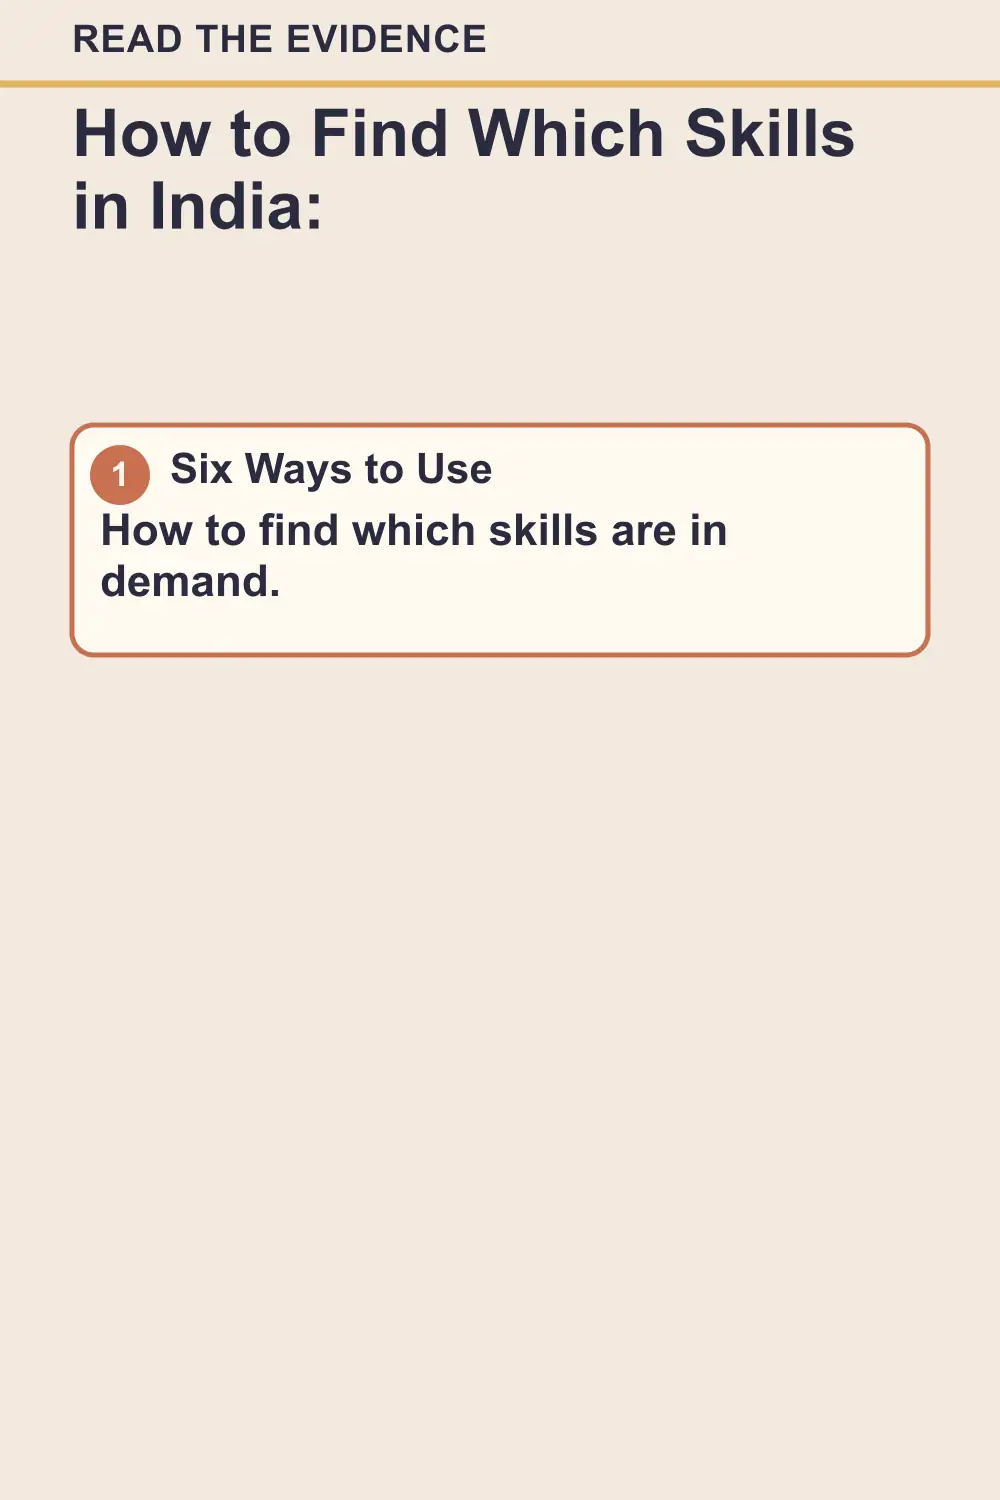 READ THE EVIDENCE
How to Find Which Skills
in India:
1 Six Ways to Use
How to find which skills are in
demand.